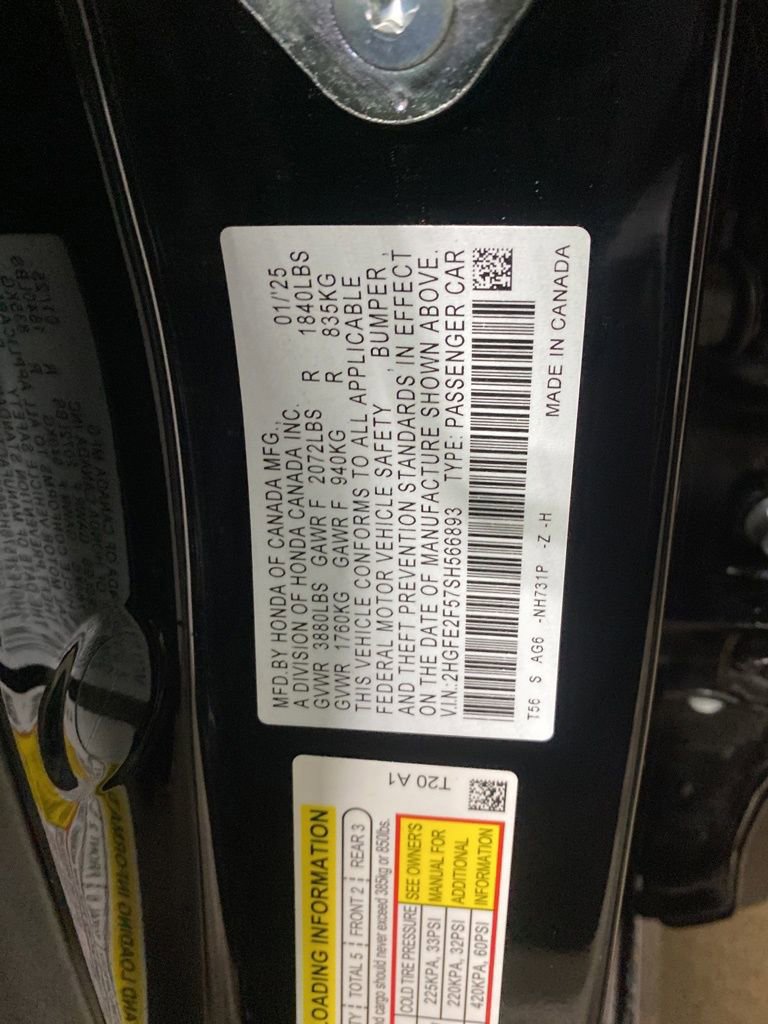 MFD.BY HONDA OF CANADA MFG., 01/'25
A DIVISION OF HONDA CANADA INC.
GVWR 3880LBS GAWR F 2072LBS R 1840LBS
GVWR 1760KG GAWR F 940KG R 835KG
THIS VEHICLE CONFORMS TO ALL APPLICABLE
FEDERAL MOTOR VEHICLE SAFETY , BUMPER ,
AND THEFT PREVENTION STANDARDS IN EFFECT
ON THE DATE OF MANUFACTURE SHOWN ABOVE.
V.I.N.:2HGFE2F57SH566893 TYPE: PASSENGER CAR
T56 S AG6 -NH731P -Z -H
MADE IN CANADA
T20 A1
LOADING INFORMATION
TOTAL 5 FRONT 2 REAR 3
cargo should never exceed 385kg or 850lbs.
COLD TIRE PRESSURE SEE OWNER'S
225KPA, 33PSI MANUAL FOR
220KPA, 32PSI ADDITIONAL
420KPA, 60PSI INFORMATION